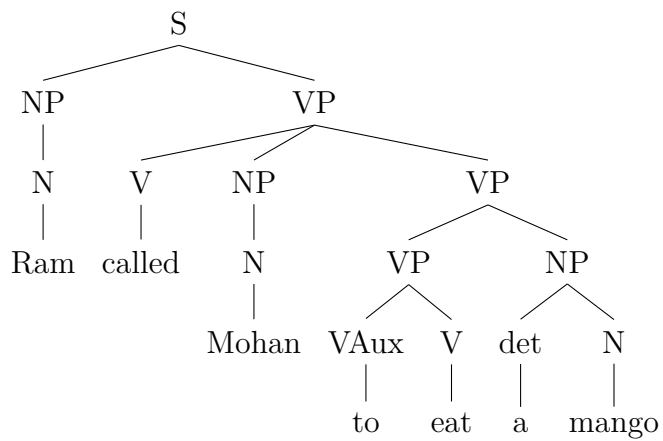 S
NP VP
N V NP VP
Ram called N VP NP
Mohan VAux V det N
to eat a mango